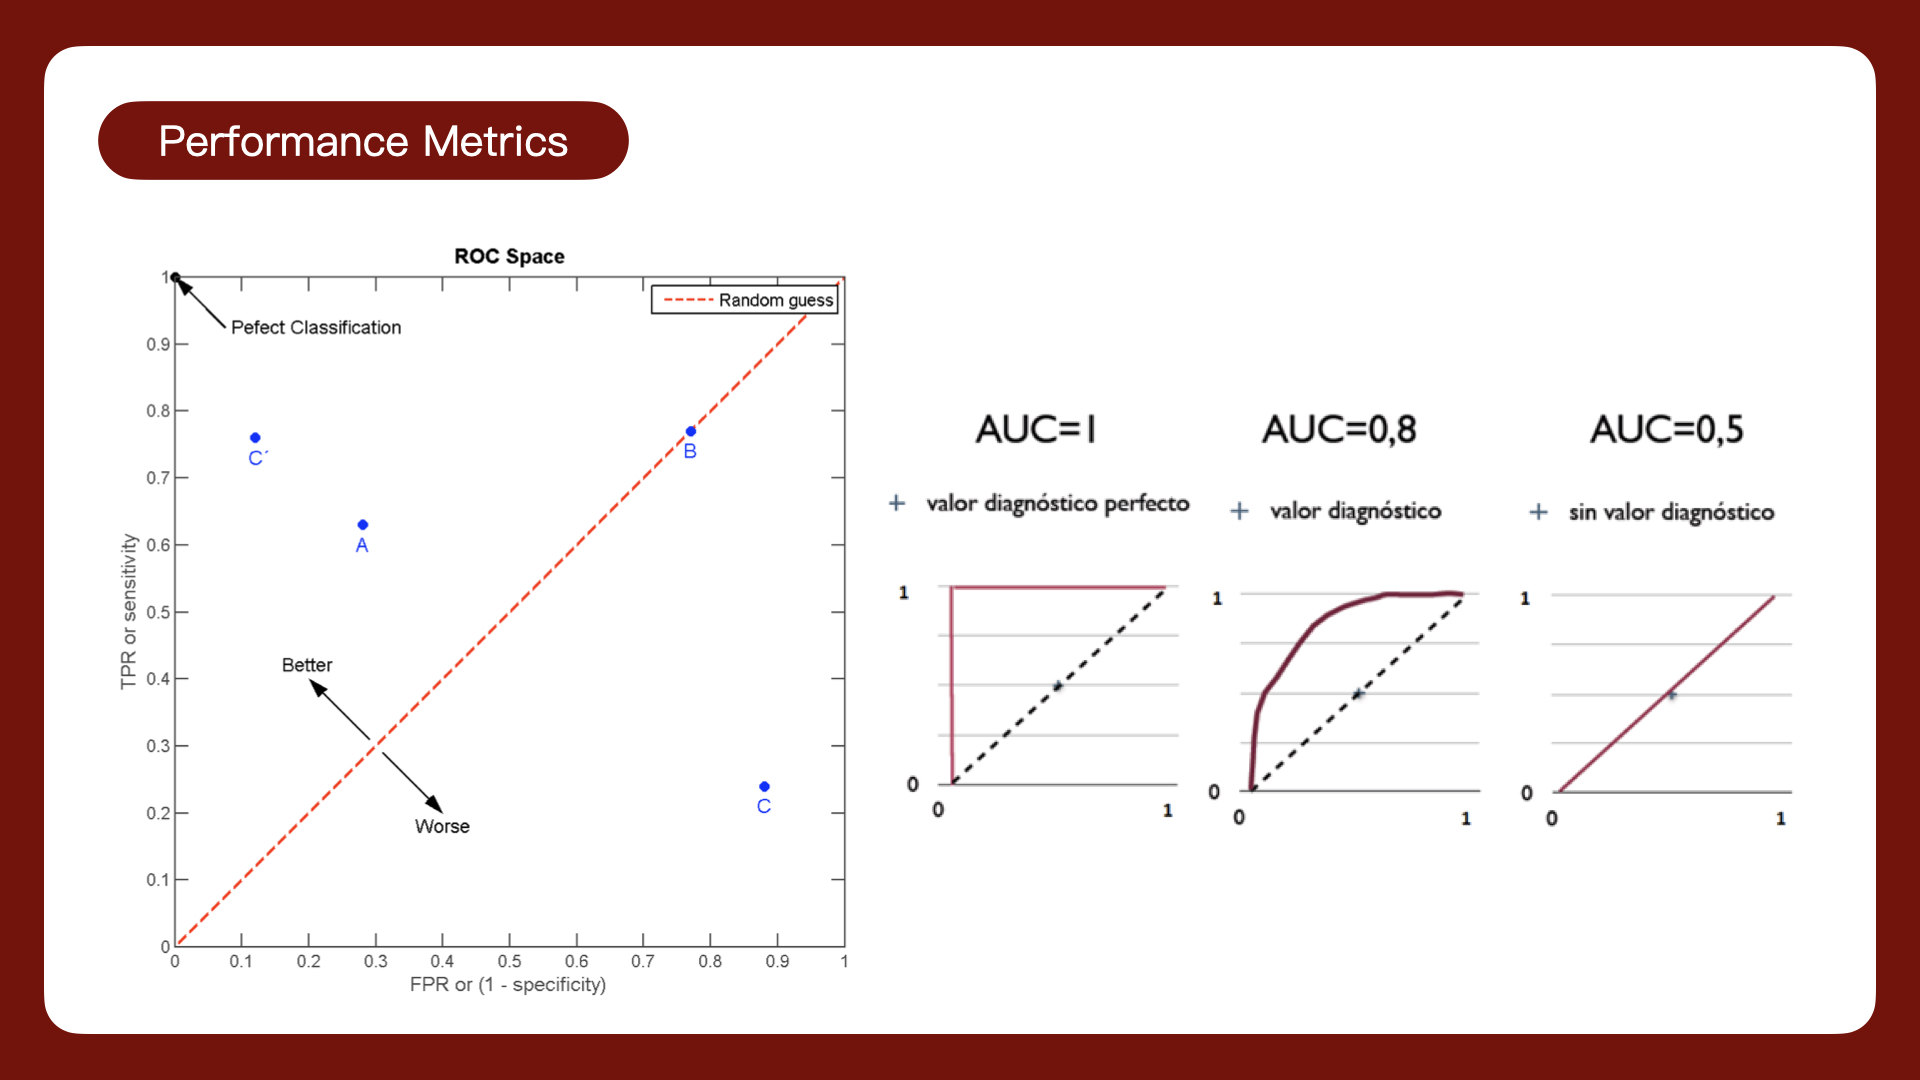 Performance Metrics
ROC Space
Random guess
Pefect Classification
1
0.9
0.8
0.7
0.6
0.5
0.4
0.3
0.2
0.1
0
TPR or sensitivity
C´
B
A
Better
Worse
C
0 0.1 0.2 0.3 0.4 0.5 0.6 0.7 0.8 0.9 1
FPR or (1 - specificity)
AUC=1
+ valor diagnóstico perfecto
1
0
0 1
AUC=0,8
+ valor diagnóstico
1
0
0 1
AUC=0,5
+ sin valor diagnóstico
1
0
0 1